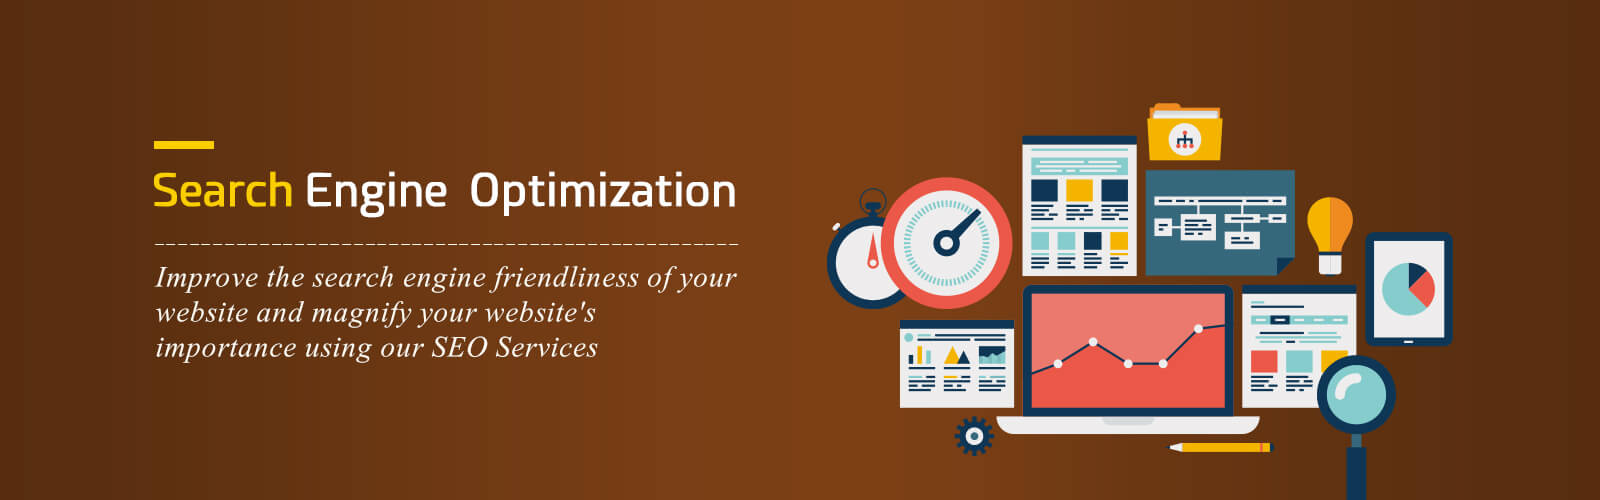 Search Engine Optimization
Improve the search engine friendliness of your
website and magnify your website's
importance using our SEO Services